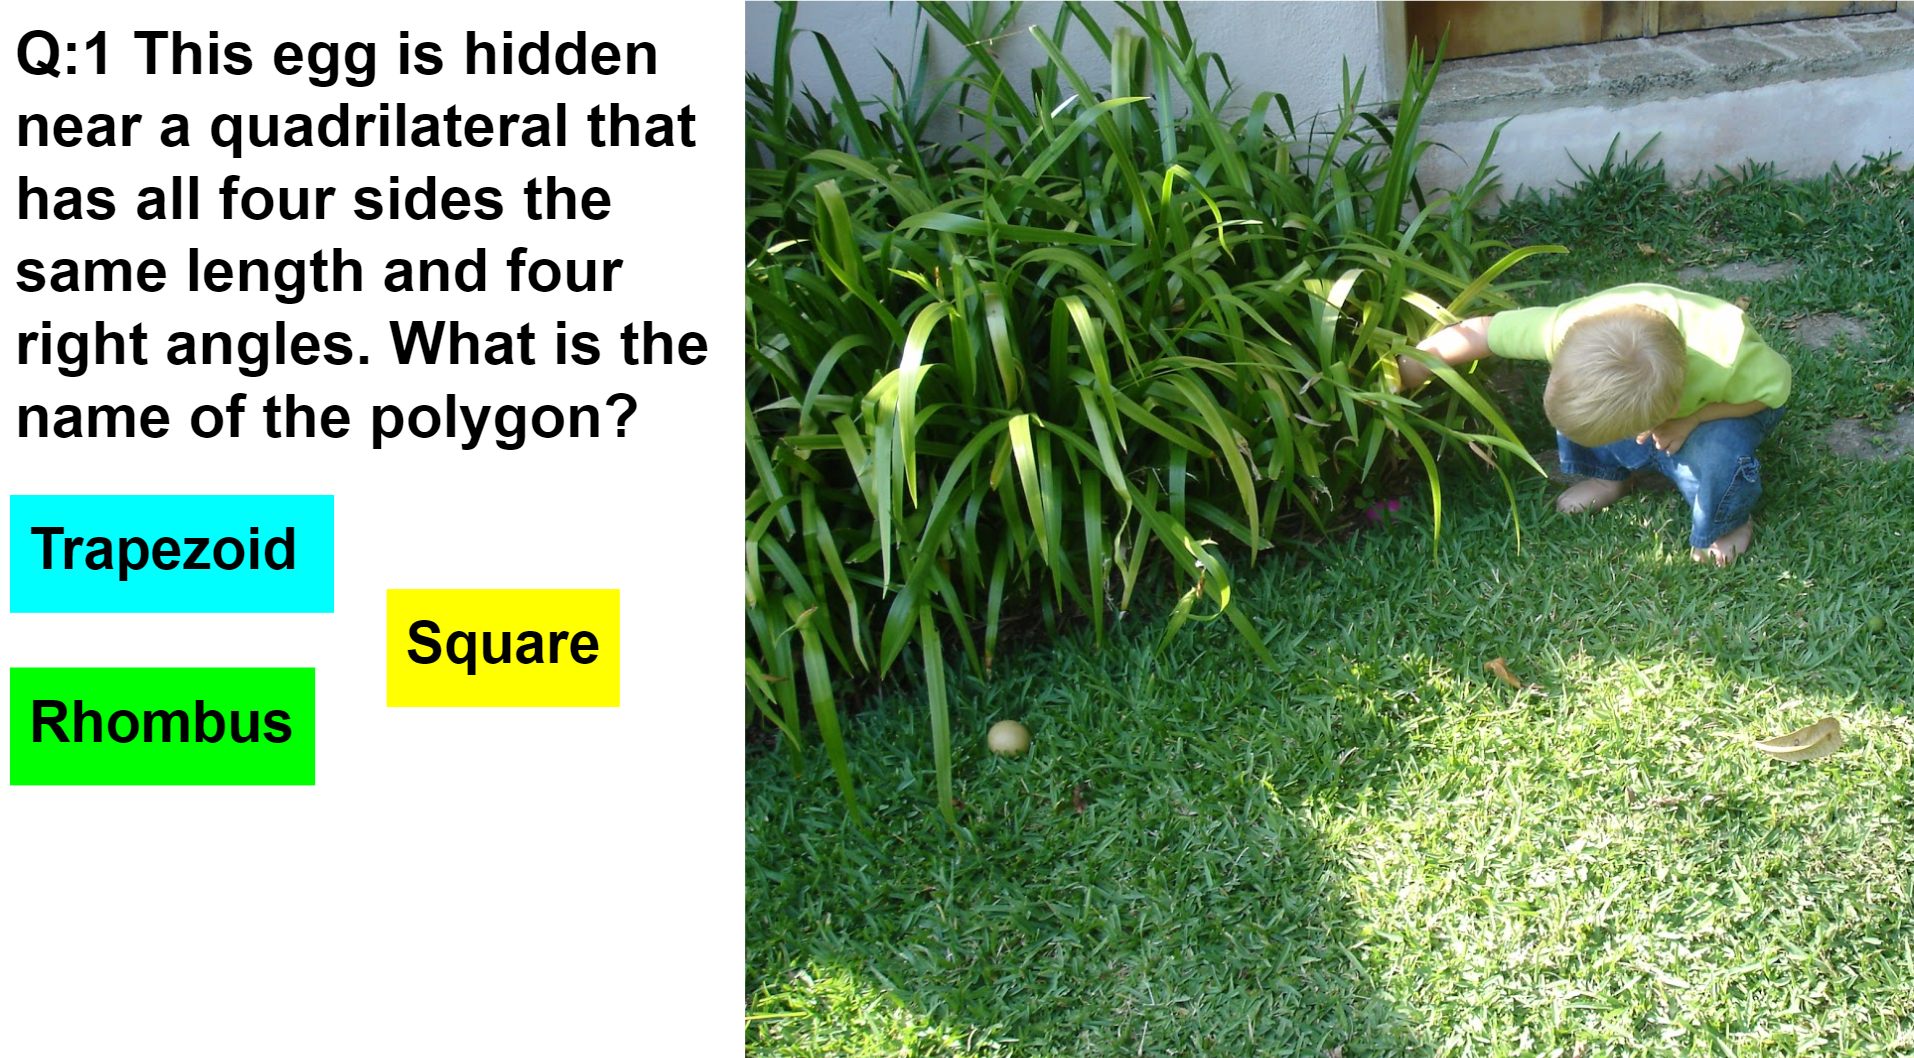 Q:1 This egg is hidden
near a quadrilateral that
has all four sides the
same length and four
right angles. What is the
name of the polygon?
Trapezoid
Square
Rhombus